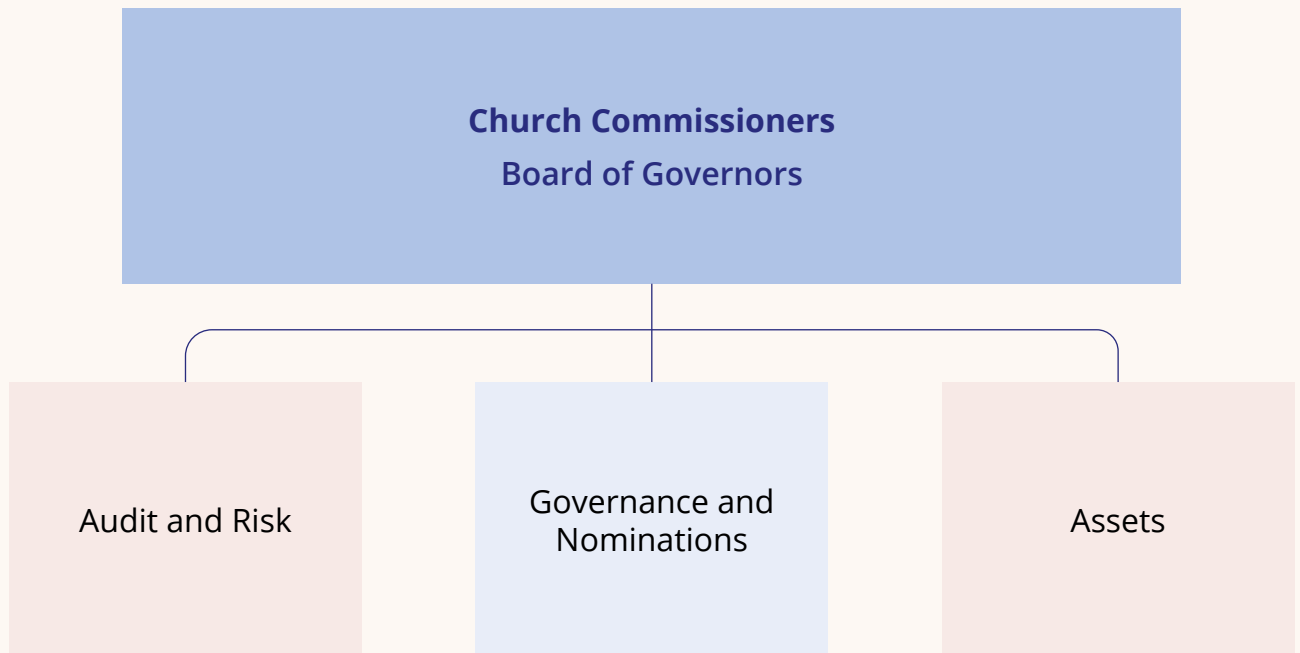 Church Commissioners
Board of Governors
Audit and Risk
Governance and
Nominations
Assets